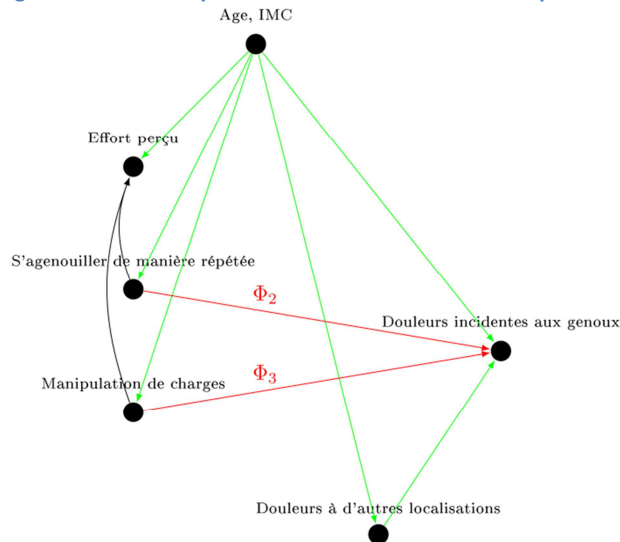 Age, IMC
Effort perçu
S'agenouiller de manière répétée
Φ2
Douleurs incidentes aux genoux
Φ3
Manipulation de charges
Douleurs à d'autres localisations